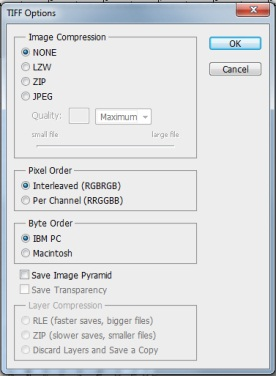 TIFF Options
Image Compression
NONE
LZW
ZIP
JPEG
Quality:
Maximum
small file
large file
Pixel Order
Interleaved (RGBRGB)
Per Channel (RRGGBB)
Byte Order
IBM PC
Macintosh
Save Image Pyramid
Save Transparency
Layer Compression
RLE (faster saves, bigger files)
ZIP (slower saves, smaller files)
Discard Layers and Save a Copy
OK
Cancel